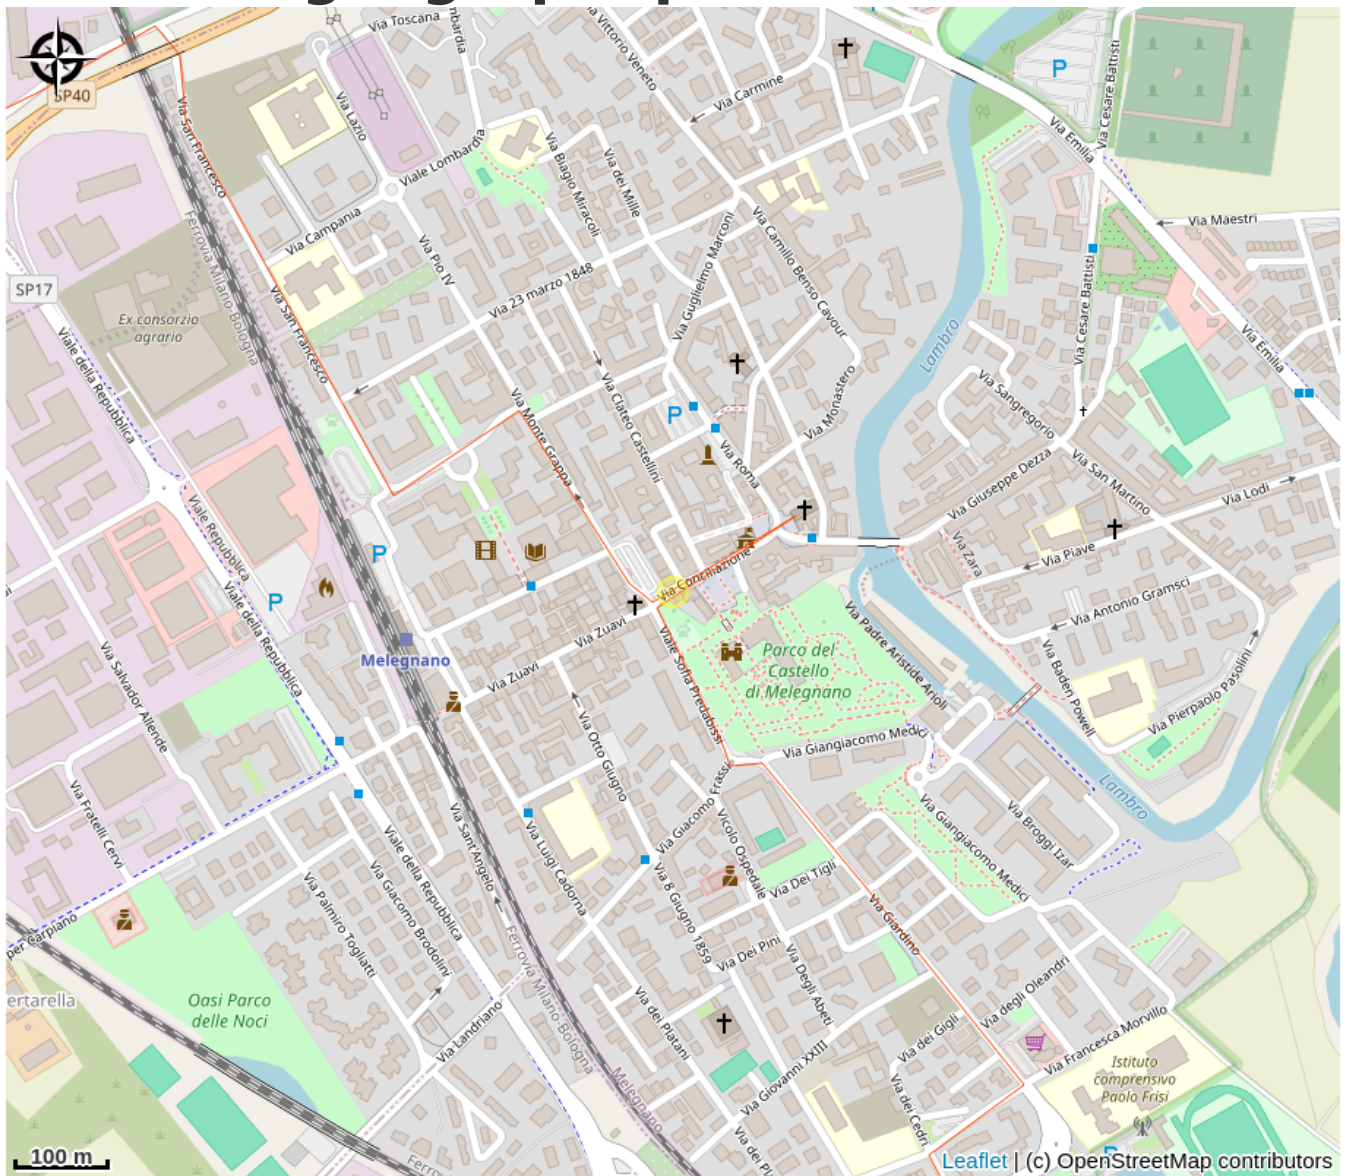 Via Toscana
Lombardia
Via Vittorio Veneto
P
Via Cesare Battisti
SP40
Via San Francesco
Via Lazio
Via Carmine
Via Emilia
Viale Lombardia
Via Biagio Miracoli
Via dei Mille
Via Campania
Via Pio IV
Via Guglielmo Marconi
Via Camillo Benso Cavour
Via Maestri
Ferrovia Milano-Bologna
SP17
Via 23 marzo 1848
Via Cesare Battisti
Ex consorzio
agrario
Via San Francesco
Viale della Repubblica
Lambro
Via Emilia
Via Monte Grappa
Via Clateo Castellini
Via Monastero
Via Sangregorio
P
Via Roma
Via Giuseppe Dezza
Via San Martino
Via Lodi
Viale Repubblica
P
Via Zara
Via Piave
Via Conciliazione
Viale della Repubblica
P
Via Antonio Gramsci
Via Zuavi
Via Padre Aristide Arioli
Melegnano
Viale Sofia Predabissi
Parco del
Castello
di Melegnano
Via Salvador Allende
Via Zuavi
Via Baden Powell
Via Pierpaolo Pasolini
Via Otto Giugno
Via Giangiacomo Medici
Via Fratelli Cervi
Via Giacomo Frassi
Lambro
Via Sant'Angelo
Via Luigi Cadorna
Vicolo Ospedale
Via Giangiacomo Medici
Via Broggi Izar
Viale della Repubblica
Via Giacomo Brodolini
Via 8 Giugno 1859
Via Dei Tigli
Via Palmiro Togliatti
Via Giardino
per Carpiano
Via Dei Pini
Via Degli Abeti
Ferrovia Milano-Bologna
Via degli Oleandri
ertarella
Oasi Parco
delle Noci
Via Landriano
Via dei Platani
Via dei Gigli
Via Francesca Morvillo
Via Giovanni XXIII
Istituto
comprensivo
Paolo Frisi
Melegnano
Via dei Cedri
Via dei Pl
100 m
Ferro
P
Leaflet | (c) OpenStreetMap contributors